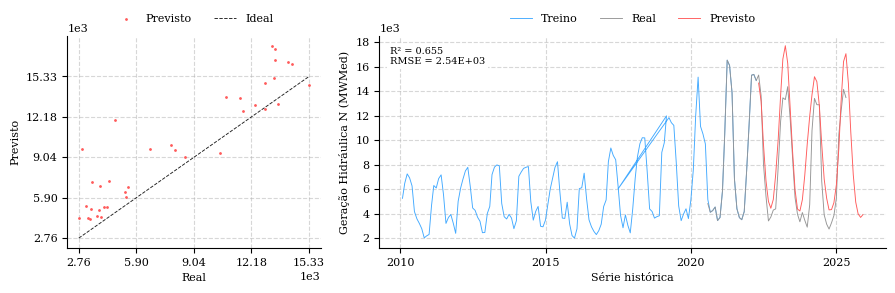 Previsto Ideal
1e3
15.33
12.18
9.04
5.90
2.76
Previsto
2.76 5.90 9.04 12.18 15.33
1e3
Real
Treino Real Previsto
1e3
R² = 0.655
RMSE = 2.54E+03
18
16
14
12
10
8
6
4
2
Geração Hidráulica N (MWMed)
2010 2015 2020 2025
Série histórica